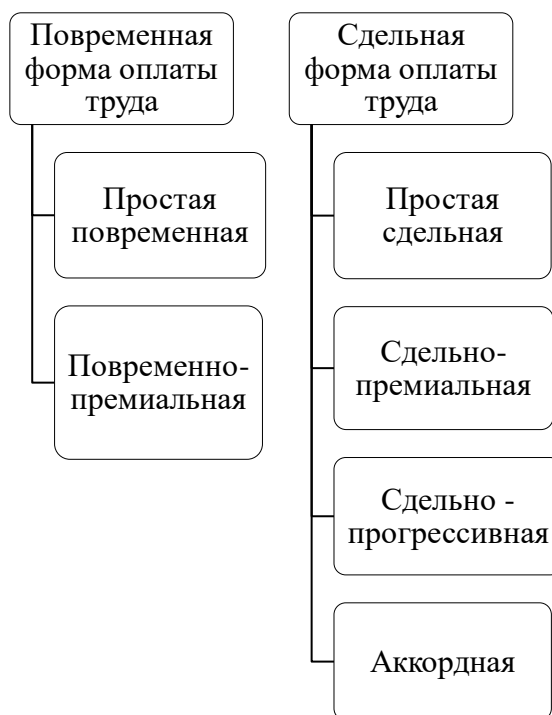 Повременная
форма оплаты
труда
Простая
повременная
Повременно-
премиальная
Сдельная
форма оплаты
труда
Простая
сдельная
Сдельно-
премиальная
Сдельно -
прогрессивная
Аккордная